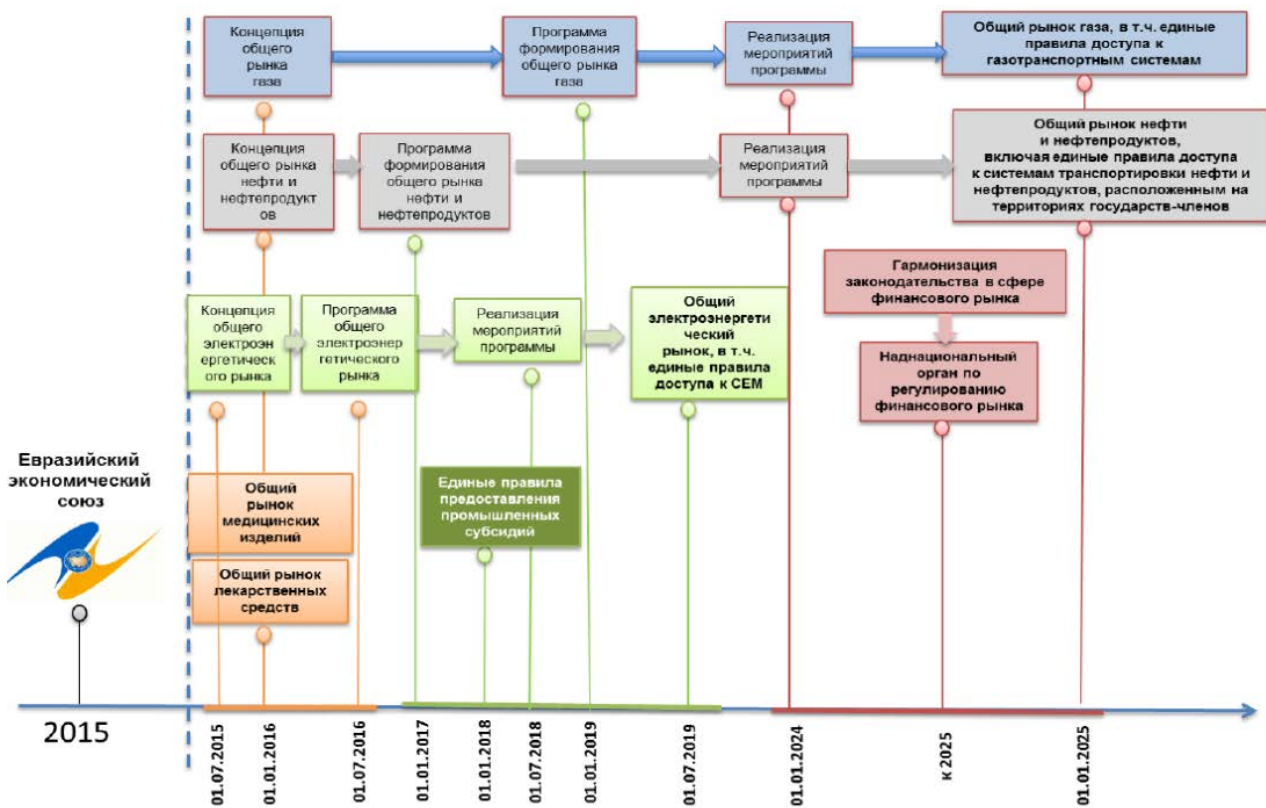 Концепция
общего
рынка
газа
Программа
формирования
общего рынка
газа
Реализация
мероприятий
программы
Общий рынок газа, в т.ч. единые
правила доступа к
газотранспортным системам
Концепция
общего рынка
нефти и
нефтепродукт
ов
Программа
формирования
общего рынка
нефти и
нефтепродуктов
Реализация
мероприятий
программы
Общий рынок нефти
и нефтепродуктов,
включая единые правила доступа
к системам транспортировки нефти и
нефтепродуктов, расположенным на
территориях государств-членов
Гармонизация
законодательства в сфере
финансового рынка
Наднациональный
орган по
регулированию
финансового рынка
Концепция
общего
электроэн
ергетическ
ого рынка
Программа
общего
электроэнер
гетического
рынка
Реализация
мероприятий
программы
Общий
электроэнергети
ческий
рынок, в т.ч.
единые правила
доступа к СЕМ
Евразийский
экономический
союз
Общий
рынок
медицинских
изделий
Единые правила
предоставления
промышленных
субсидий
Общий рынок
лекарственных
средств
2015
01.07.2015
01.01.2016
01.07.2016
01.01.2017
01.01.2018
01.07.2018
01.01.2019
01.07.2019
01.01.2024
к 2025
01.01.2025